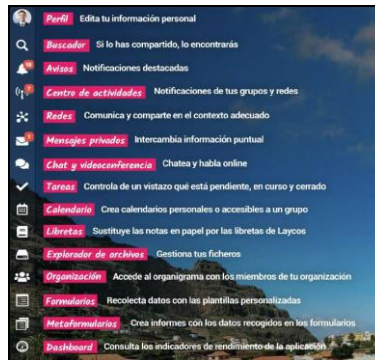 Perfil Edita tu información personal
Buscador Si lo has compartido, lo encontrarás
Avisos Notificaciones destacadas
Centro de actividades Notificaciones de tus grupos y redes
Redes Comunica y comparte en el contexto adecuado
Mensajes privados Intercambia información puntual
Chat y videoconferencia Chatea y habla online
Tareas Controla de un vistazo qué está pendiente, en curso y cerrado
Calendario Crea calendarios personales o accesibles a un grupo
Libretas Sustituye las notas en papel por las libretas de Laycos
Explorador de archivos Gestiona tus ficheros
Organización Accede al organigrama con los miembros de tu organización
Formularios Recolecta datos con las plantillas personalizadas
Metaformularios Crea informes con los datos recogidos en los formularios
Dashboard Consulta los indicadores de rendimiento de la aplicación